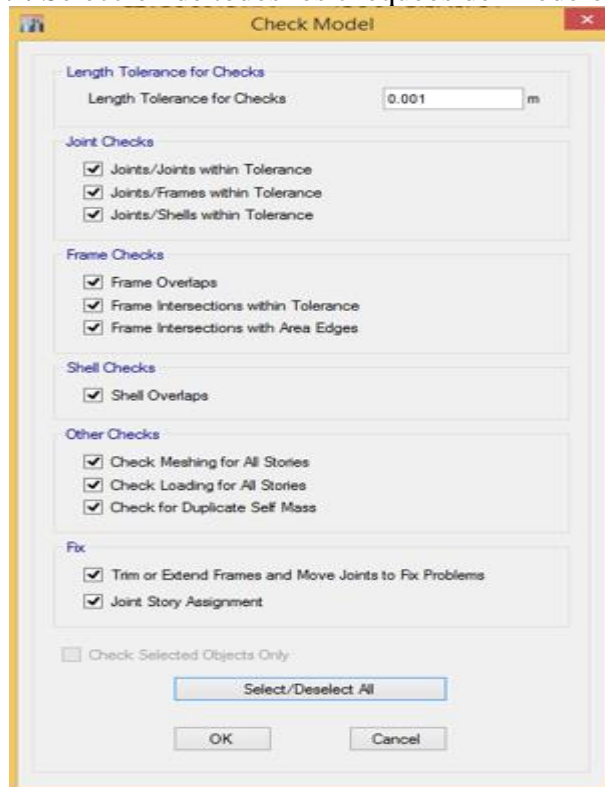 Check Model
Length Tolerance for Checks
Length Tolerance for Checks 0.001 m
Joint Checks
Joints/Joints within Tolerance
Joints/Frames within Tolerance
Joints/Shells within Tolerance
Frame Checks
Frame Overlaps
Frame Intersections within Tolerance
Frame Intersections with Area Edges
Shell Checks
Shell Overlaps
Other Checks
Check Meshing for All Stories
Check Loading for All Stories
Check for Duplicate Self Mass
Fix
Trim or Extend Frames and Move Joints to Fix Problems
Joint Story Assignment
Check Selected Objects Only
Select/Deselect All
OK Cancel